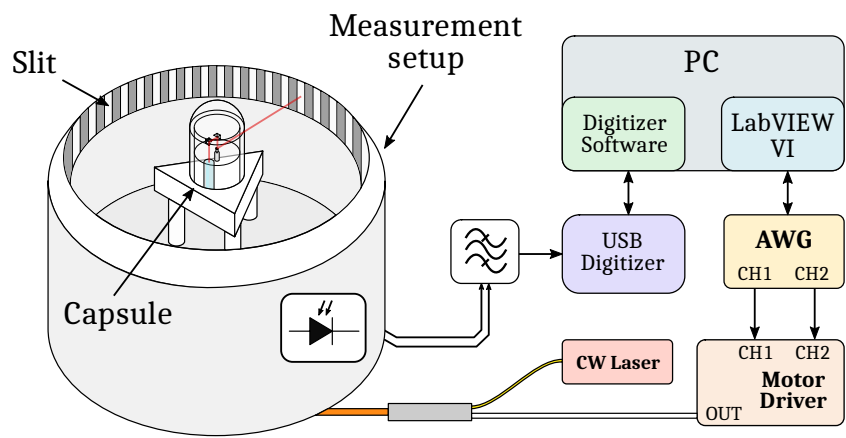 Measurement
setup
Slit
Capsule
PC
Digitizer
Software
LabVIEW
VI
USB
Digitizer
AWG
CH1 CH2
CW Laser
CH1 CH2
Motor
Driver
OUT